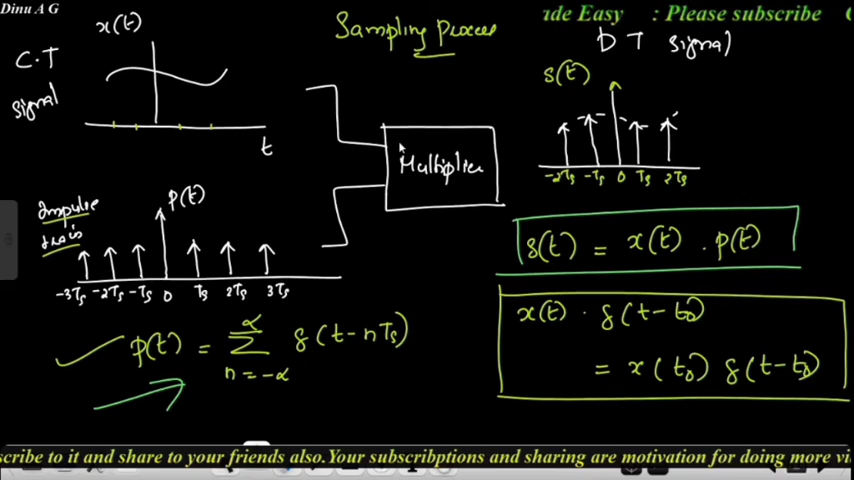 Dinu A G
ude Easy : Please subscribe
Sampling Process
x(t)
C.T
signal
t
DT signal
s(t)
-2Ts -Ts 0 Ts 2Ts
Multiplier
Impulse
train
p(t)
-3Ts -2Ts -Ts 0 Ts 2Ts 3Ts
s(t) = x(t) . p(t)
p(t) = ∑ δ(t-nTs)
α
n = -α
x(t) . δ(t-t0)
= x(t0) δ(t-t0)
scribe to it and share to your friends also.Your subscribptions and sharing are motivation for doing more vi